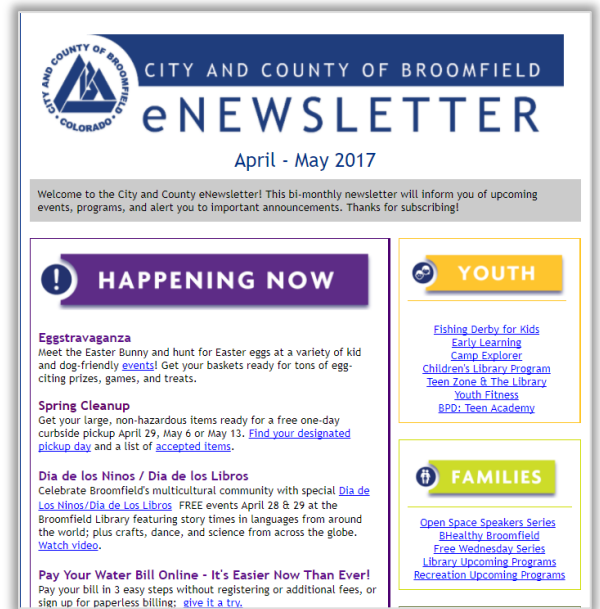 CITY AND COUNTY OF BROOMFIELD
COLORADO
CITY AND COUNTY OF BROOMFIELD
eNEWSLETTER
April - May 2017
Welcome to the City and County eNewsletter! This bi-monthly newsletter will inform you of upcoming
events, programs, and alert you to important announcements. Thanks for subscribing!
! HAPPENING NOW
Eggstravaganza
Meet the Easter Bunny and hunt for Easter eggs at a variety of kid
and dog-friendly events! Get your baskets ready for tons of egg-
citing prizes, games, and treats.
Spring Cleanup
Get your large, non-hazardous items ready for a free one-day
curbside pickup April 29, May 6 or May 13. Find your designated
pickup day and a list of accepted items.
Dia de los Ninos / Dia de los Libros
Celebrate Broomfield's multicultural community with special Dia de
Los Ninos/Dia de Los Libros FREE events April 28 & 29 at the
Broomfield Library featuring story times in languages from around
the world; plus crafts, dance, and science from across the globe.
Watch video.
Pay Your Water Bill Online - It's Easier Now Than Ever!
Pay your bill in 3 easy steps without registering or additional fees, or
sign up for paperless billing: give it a try.
YOUTH
Fishing Derby for Kids
Early Learning
Camp Explorer
Children's Library Program
Teen Zone & The Library
Youth Fitness
BPD: Teen Academy
FAMILIES
Open Space Speakers Series
BHealthy Broomfield
Free Wednesday Series
Library Upcoming Programs
Recreation Upcoming Programs